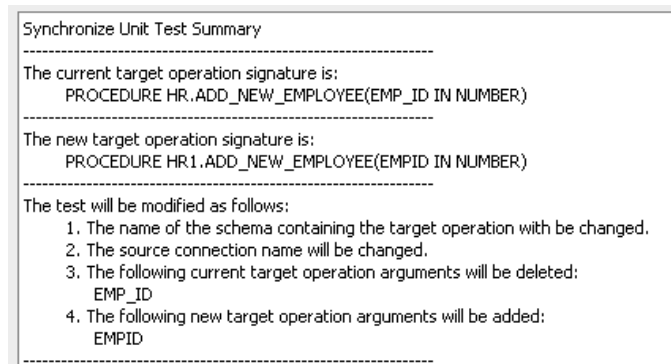 Synchronize Unit Test Summary
----------------------------------------------------------------
The current target operation signature is:
PROCEDURE HR.ADD_NEW_EMPLOYEE(EMP_ID IN NUMBER)
----------------------------------------------------------------
The new target operation signature is:
PROCEDURE HR1.ADD_NEW_EMPLOYEE(EMPID IN NUMBER)
----------------------------------------------------------------
The test will be modified as follows:
1. The name of the schema containing the target operation with be changed.
2. The source connection name will be changed.
3. The following current target operation arguments will be deleted:
EMP_ID
4. The following new target operation arguments will be added:
EMPID
----------------------------------------------------------------